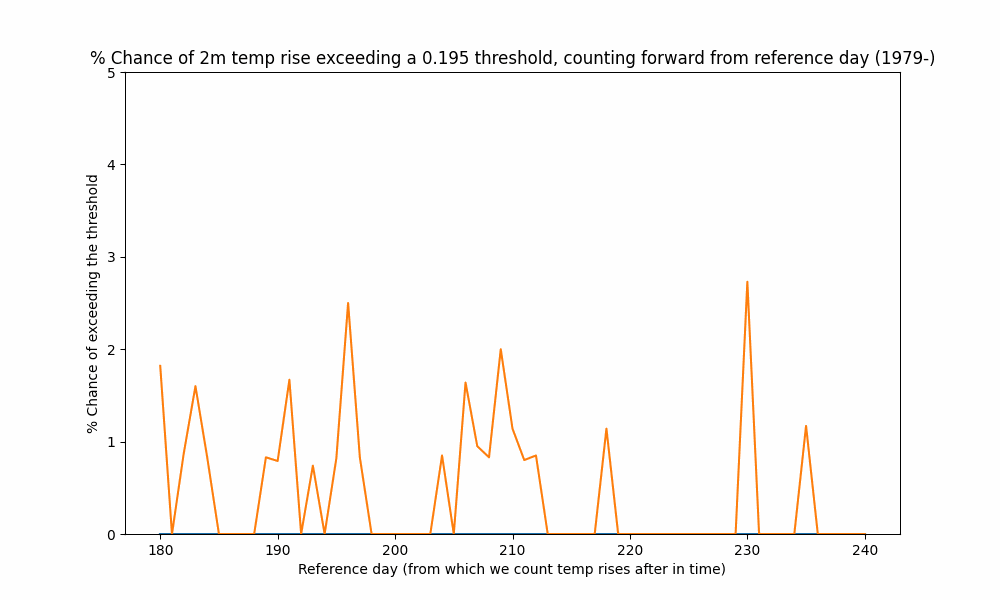 % Chance of 2m temp rise exceeding a 0.195 threshold, counting forward from reference day (1979-)
% Chance of exceeding the threshold
5
4
3
2
1
0
180 190 200 210 220 230 240
Reference day (from which we count temp rises after in time)